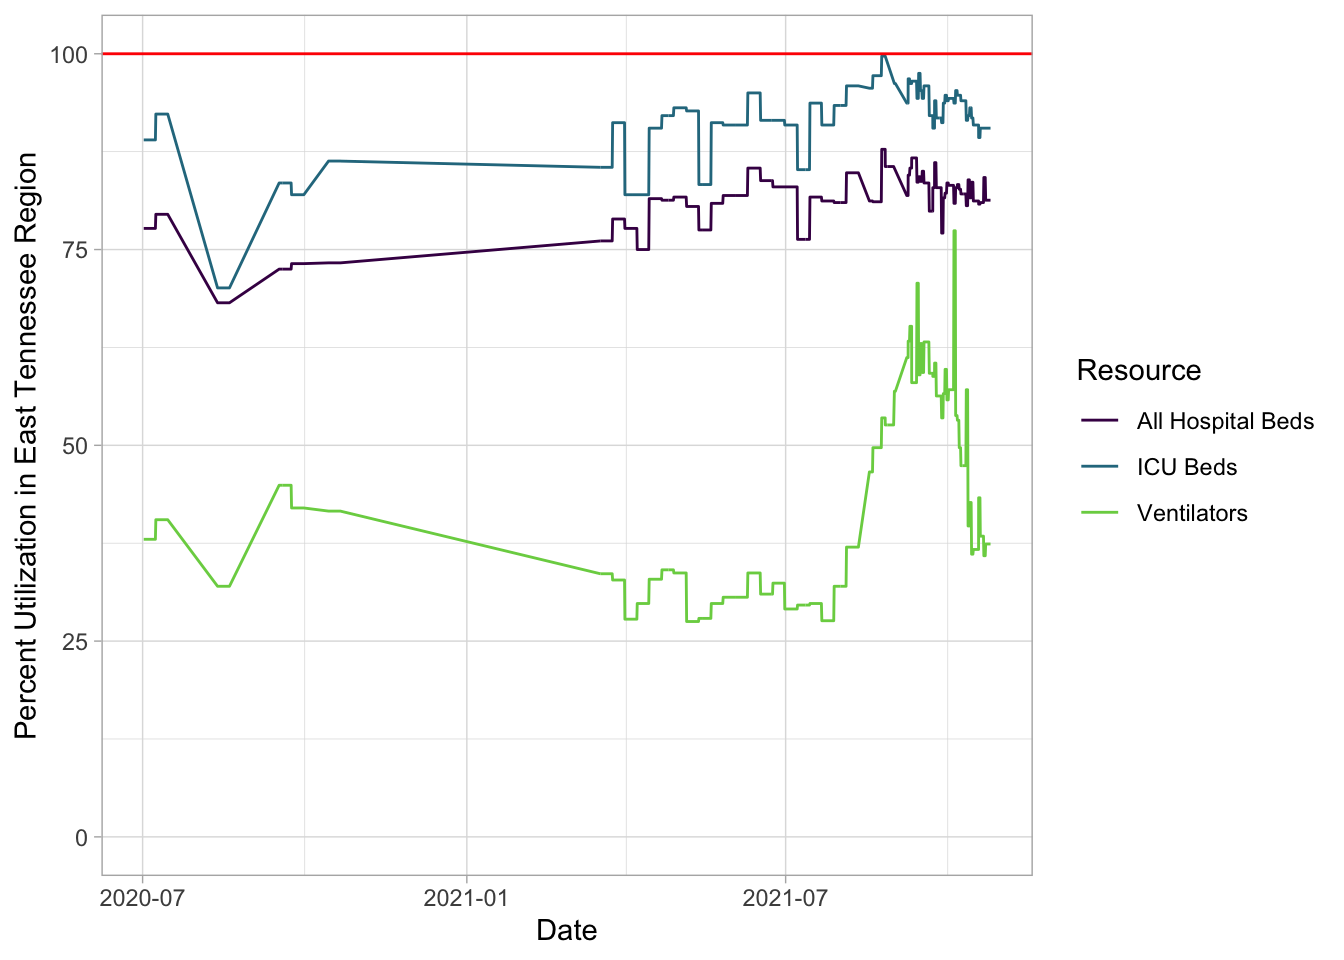 Percent Utilization in East Tennessee Region
100
75
50
25
0
2020-07
2021-01
2021-07
Date
Resource
All Hospital Beds
ICU Beds
Ventilators